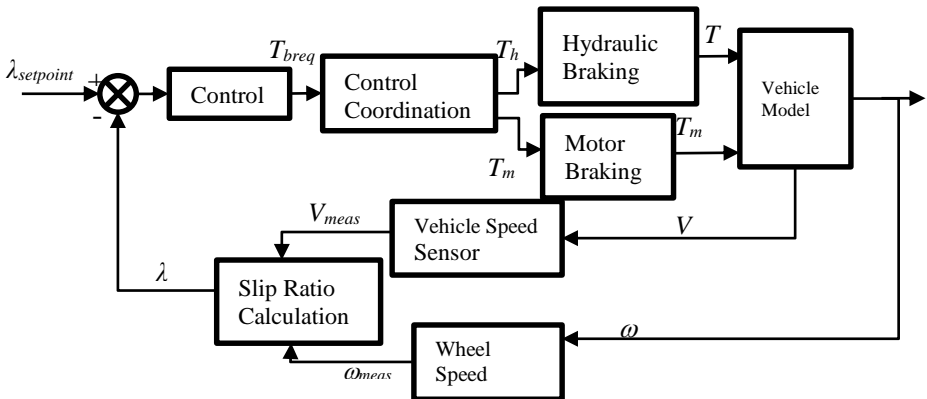 λsetpoint
+
-
Control
Tbreq
Control
Coordination
Th
Hydraulic
Braking
T
Vehicle
Model
Tm
Motor
Braking
Tm
Vmeas
Vehicle Speed
Sensor
V
λ
Slip Ratio
Calculation
ωmeas
Wheel
Speed
ω